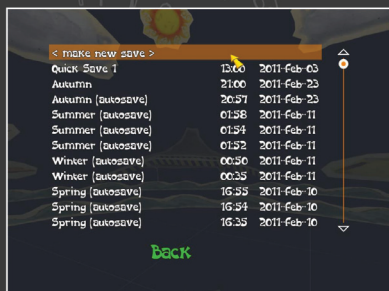 < make new save >
Quick Save 1 13:00 2011-Feb-03
Autumn 21:00 2011-Feb-23
Autumn (autosave) 20:57 2011-Feb-23
Summer (autosave) 01:58 2011-Feb-11
Summer (autosave) 01:54 2011-Feb-11
Summer (autosave) 01:52 2011-Feb-11
Winter (autosave) 00:50 2011-Feb-11
Winter (autosave) 00:35 2011-Feb-11
Spring (autosave) 16:55 2011-Feb-10
Spring (autosave) 16:54 2011-Feb-10
Spring (autosave) 16:35 2011-Feb-10
Back